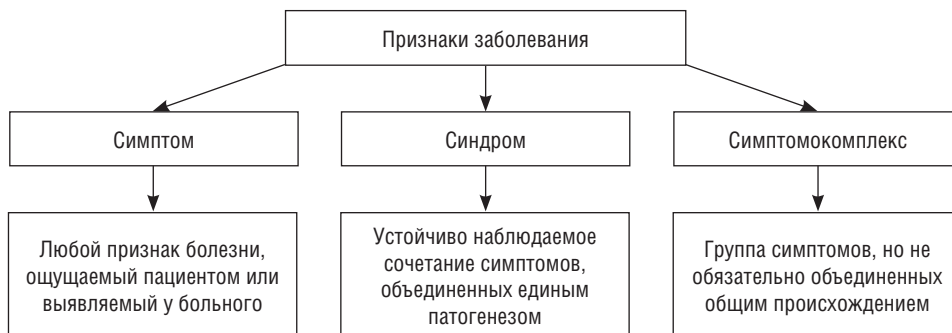 Признаки заболевания
Симптом
Синдром
Симптомокомплекс
Любой признак болезни,
ощущаемый пациентом или
выявляемый у больного
Устойчиво наблюдаемое
сочетание симптомов,
объединенных единым
патогенезом
Группа симптомов, но не
обязательно объединенных
общим происхождением